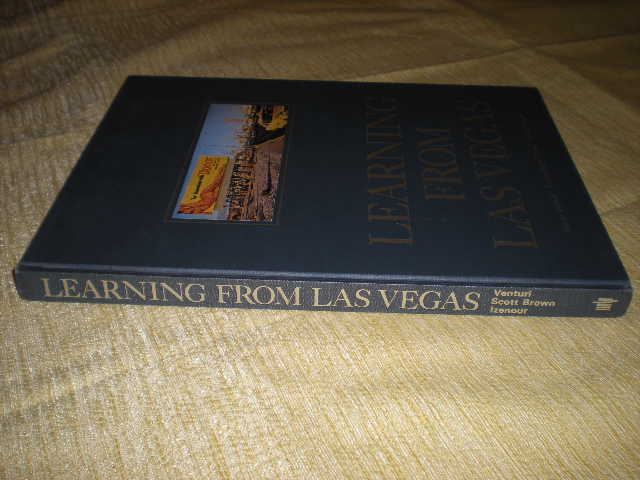 LEARNING
FROM
LAS VEGAS
LEARNING FROM LAS VEGAS
Venturi
Scott Brown
Izenour